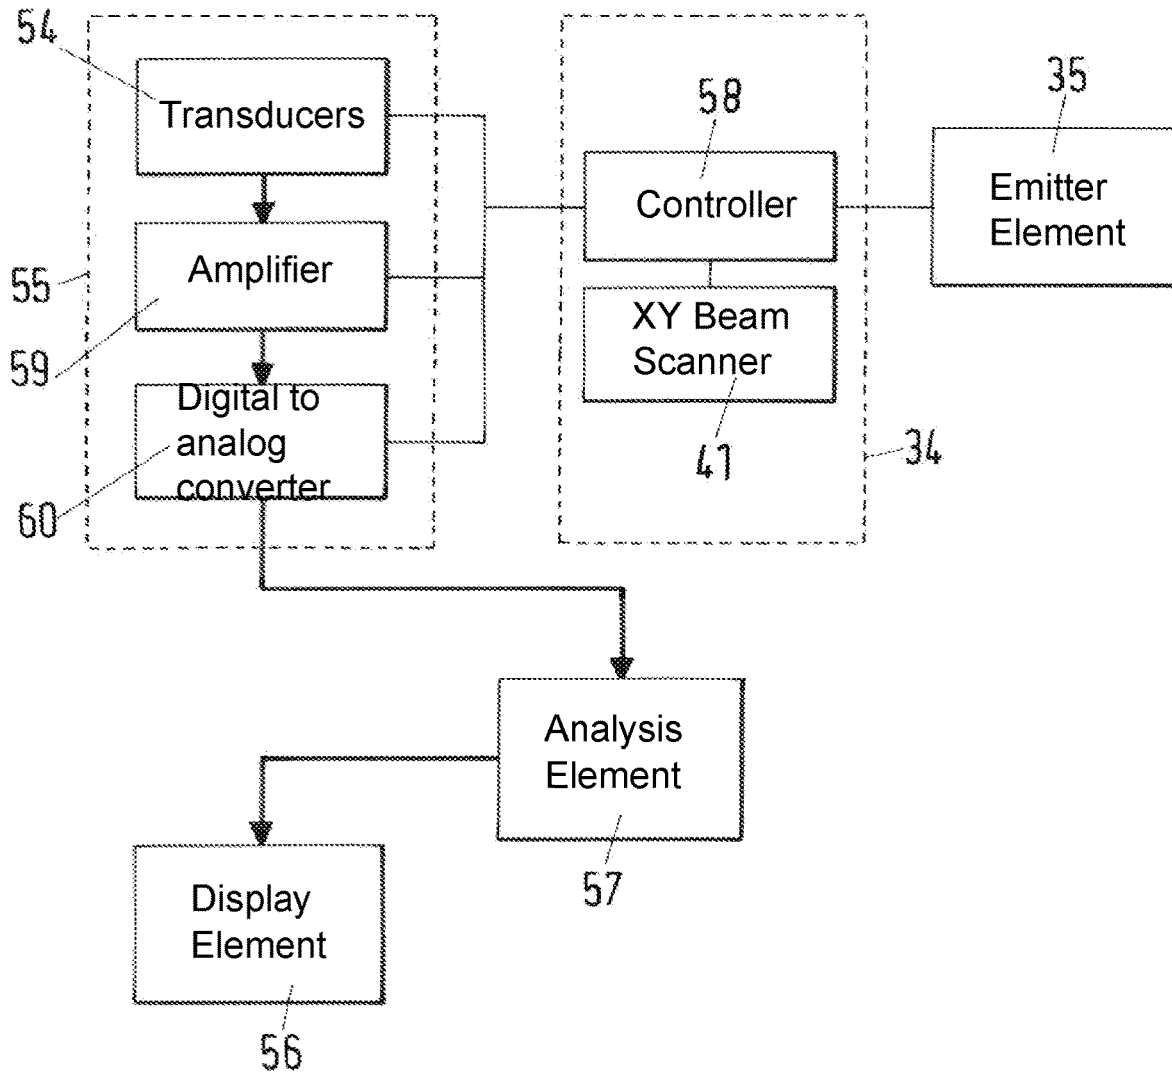 54
Transducers
58
35
Controller
Emitter
Element
55
Amplifier
XY Beam
Scanner
59
Digital to
analog
converter
41
34
60
Analysis
Element
57
Display
Element
56